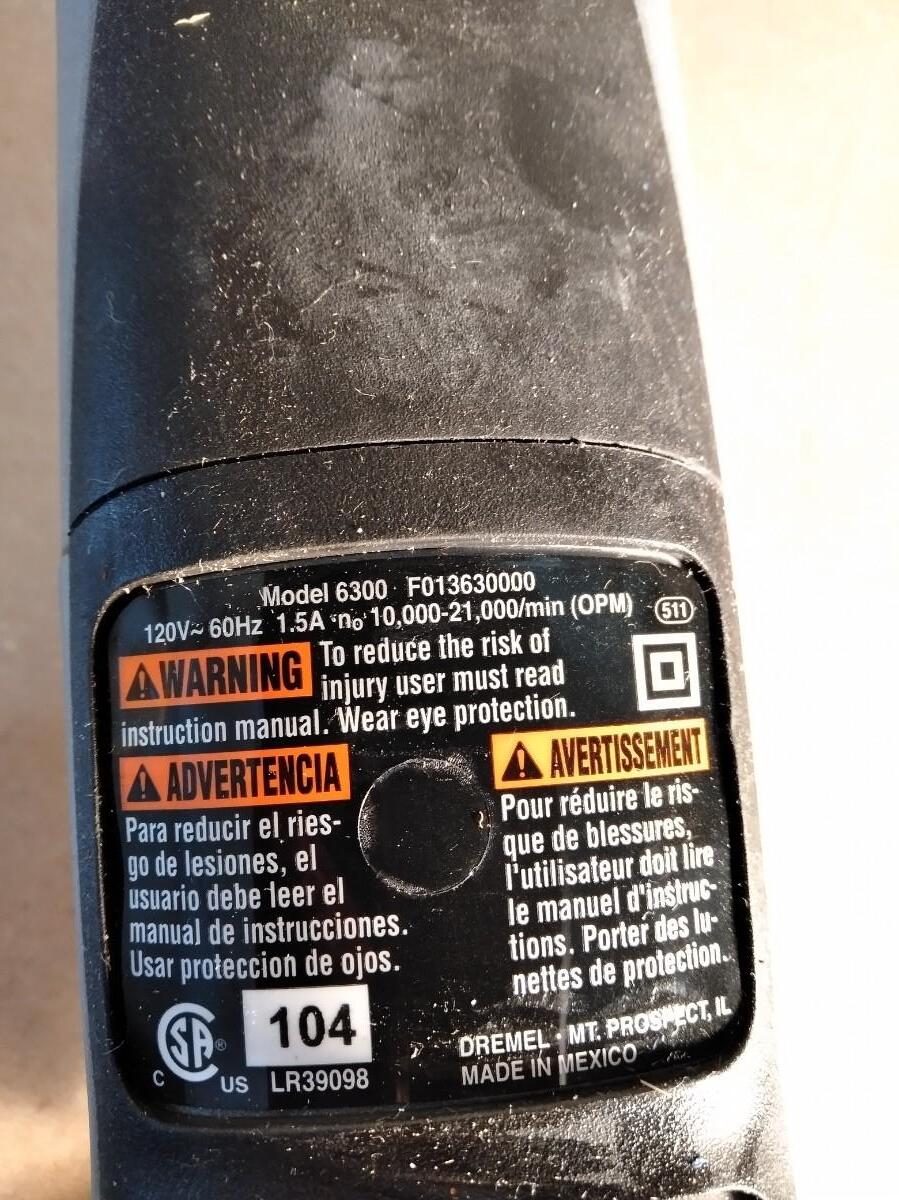 Model 6300 F013630000
120V~ 60Hz 1.5A n₀ 10,000-21,000/min (OPM) 511
⚠WARNING To reduce the risk of
injury user must read
instruction manual. Wear eye protection.
⚠ADVERTENCIA
Para reducir el ries-
go de lesiones, el
usuario debe leer el
manual de instrucciones.
Usar proteccion de ojos.
⚠ AVERTISSEMENT
Pour réduire le ris-
que de blessures,
l'utilisateur doit lire
le manuel d'instruc-
tions. Porter des lu-
nettes de protection.
C SA® US
104
LR39098
DREMEL · MT. PROSPECT, IL
MADE IN MEXICO